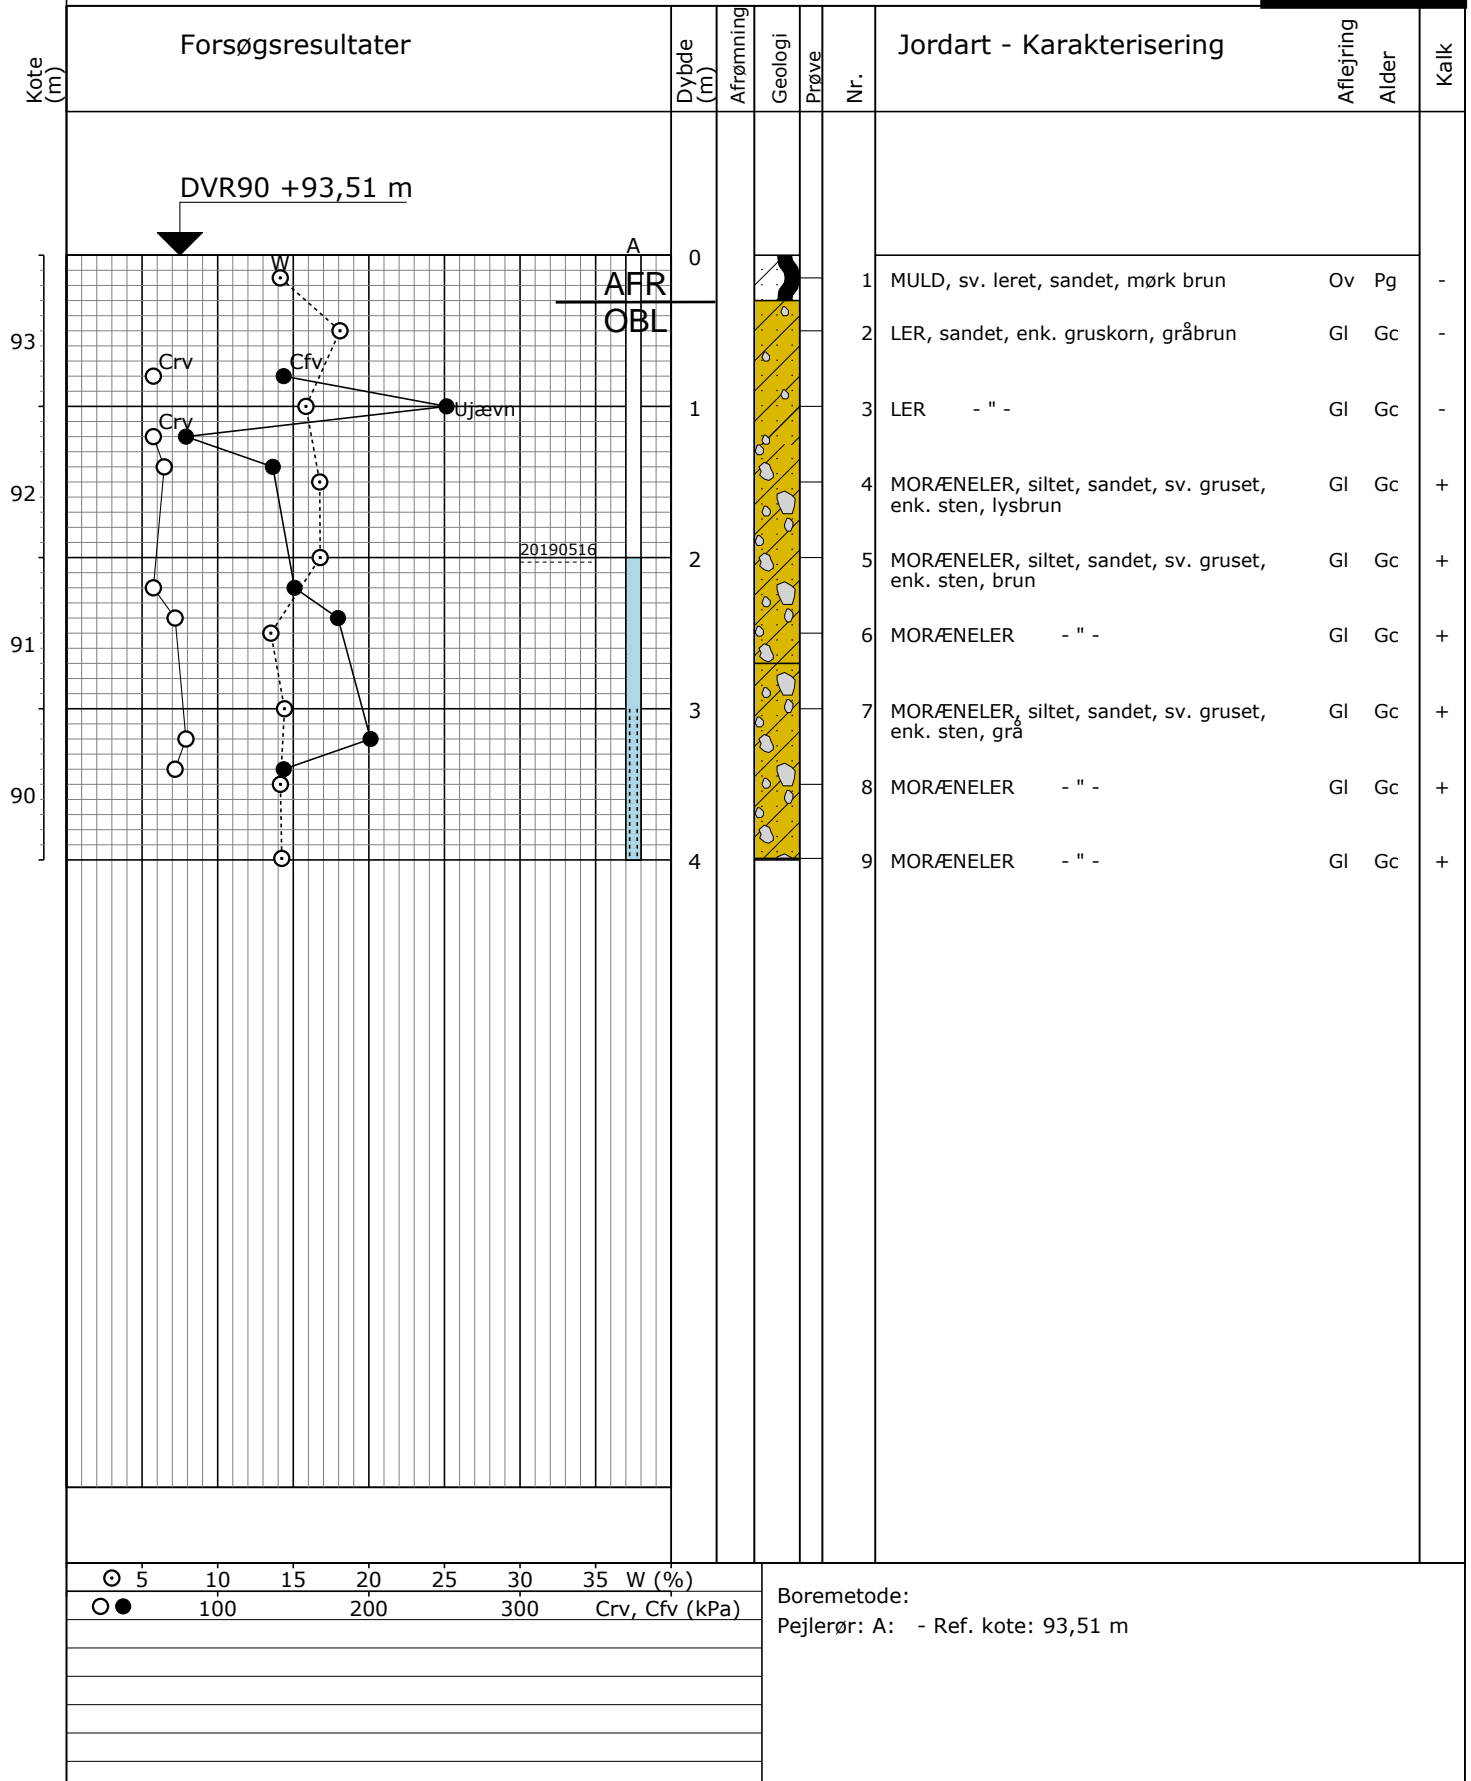 Forsøgsresultater
Kote
(m)
Dybde
(m)
Afrømning
Geologi
Prøve
Nr.
Jordart - Karakterisering
Aflejring
Alder
Kalk
DVR90 +93,51 m
A
0
W
AFR
OBL
1 MULD, sv. leret, sandet, mørk brun Ov Pg -
93
2 LER, sandet, enk. gruskorn, gråbrun Gl Gc -
Crv
Cfv
Ujævn
1
3 LER - " - Gl Gc -
Crv
92
4 MORÆNELER, siltet, sandet, sv. gruset, Gl Gc +
enk. sten, lysbrun
20190516
2
5 MORÆNELER, siltet, sandet, sv. gruset, Gl Gc +
enk. sten, brun
91
6 MORÆNELER - " - Gl Gc +
3
7 MORÆNELER, siltet, sandet, sv. gruset, Gl Gc +
enk. sten, grå
90
8 MORÆNELER - " - Gl Gc +
4
9 MORÆNELER - " - Gl Gc +
5 10 15 20 25 30 35 W (%)
100 200 300 Crv, Cfv (kPa)
Boremetode:
Pejlerør: A: - Ref. kote: 93,51 m